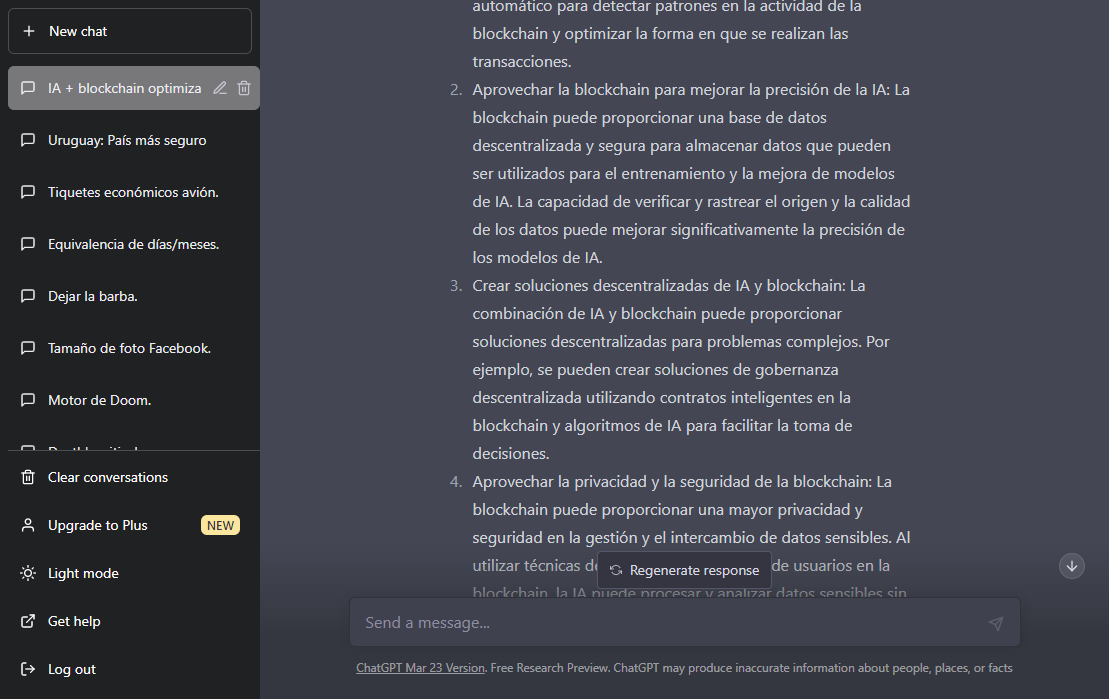 New chat
IA + blockchain optimiza
Uruguay: País más seguro
Tiquetes económicos avión.
Equivalencia de días/meses.
Dejar la barba.
Tamaño de foto Facebook.
Motor de Doom.
Clear conversations
Upgrade to Plus NEW
Light mode
Get help
Log out
automático para detectar patrones en la actividad de la
blockchain y optimizar la forma en que se realizan las
transacciones.
2. Aprovechar la blockchain para mejorar la precisión de la IA: La
blockchain puede proporcionar una base de datos
descentralizada y segura para almacenar datos que pueden
ser utilizados para el entrenamiento y la mejora de modelos
de IA. La capacidad de verificar y rastrear el origen y la calidad
de los datos puede mejorar significativamente la precisión de
los modelos de IA.
3. Crear soluciones descentralizadas de IA y blockchain: La
combinación de IA y blockchain puede proporcionar
soluciones descentralizadas para problemas complejos. Por
ejemplo, se pueden crear soluciones de gobernanza
descentralizada utilizando contratos inteligentes en la
blockchain y algoritmos de IA para facilitar la toma de
decisiones.
4. Aprovechar la privacidad y la seguridad de la blockchain: La
blockchain puede proporcionar una mayor privacidad y
seguridad en la gestión y el intercambio de datos sensibles. Al
utilizar técnicas de usuarios en la
blockchain, la IA puede procesar y analizar datos sensibles sin
Regenerate response
Send a message...
ChatGPT Mar 23 Version. Free Research Preview. ChatGPT may produce inaccurate information about people, places, or facts